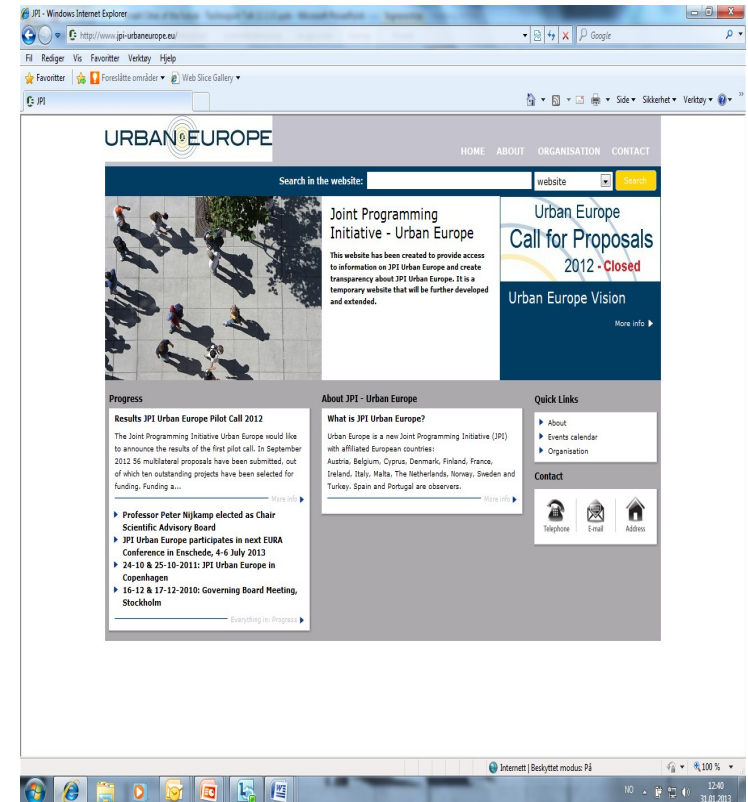 JPI - Windows Internet Explorer
http://www.jpi-urbaneurope.eu/
Google
Fil Rediger Vis Favoritter Verktøy Hjelp
Favoritter Foreslåtte områder Web Slice Gallery
JPI
Side Sikkerhet Verktøy
URBAN EUROPE
HOME ABOUT ORGANISATION CONTACT
Search in the website: website Search
Joint Programming
Initiative - Urban Europe
This website has been created to provide access
to information on JPI Urban Europe and create
transparency about JPI Urban Europe. It is a
temporary website that will be further developed
and extended.
Urban Europe
Call for Proposals
2012 - Closed
Urban Europe Vision
More info
Progress
Results JPI Urban Europe Pilot Call 2012
The Joint Programming Initiative Urban Europe would like
to announce the results of the first pilot call. In September
2012 56 multilateral proposals have been submitted, out
of which ten outstanding projects have been selected for
funding. Funding a...
More info
Professor Peter Nijkamp elected as Chair
Scientific Advisory Board
JPI Urban Europe participates in next EURA
Conference in Enschede, 4-6 July 2013
24-10 & 25-10-2011: JPI Urban Europe in
Copenhagen
16-12 & 17-12-2010: Governing Board Meeting,
Stockholm
Everything in: Progress
About JPI - Urban Europe
What is JPI Urban Europe?
Urban Europe is a new Joint Programming Initiative (JPI)
with affiliated European countries:
Austria, Belgium, Cyprus, Denmark, Finland, France,
Ireland, Italy, Malta, The Netherlands, Norway, Sweden and
Turkey. Spain and Portugal are observers.
More info
Quick Links
About
Events calendar
Organisation
Contact
Telephone E-mail Address
Internett | Beskyttet modus: På
100 %
NO
12:40
31.01.2013